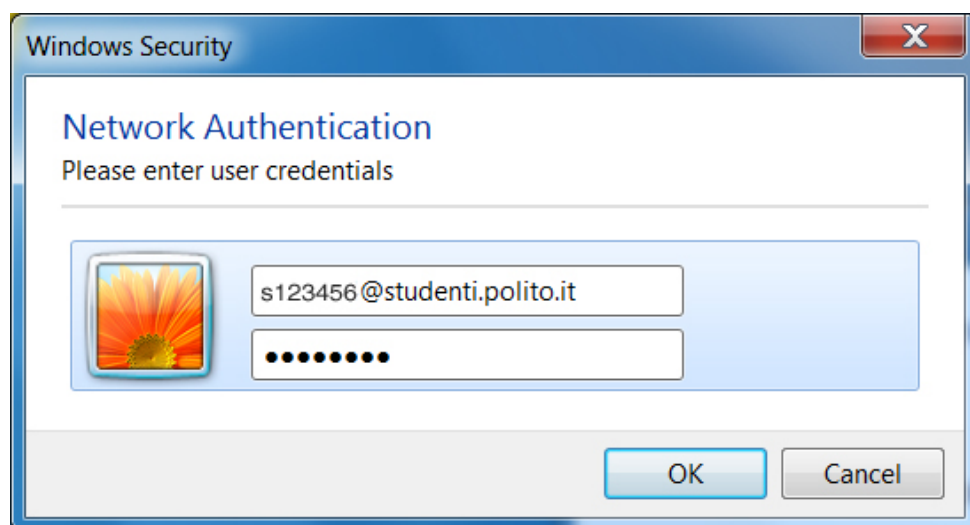 Windows Security
Network Authentication
Please enter user credentials
s123456@studenti.polito.it
••••••••
OK
Cancel